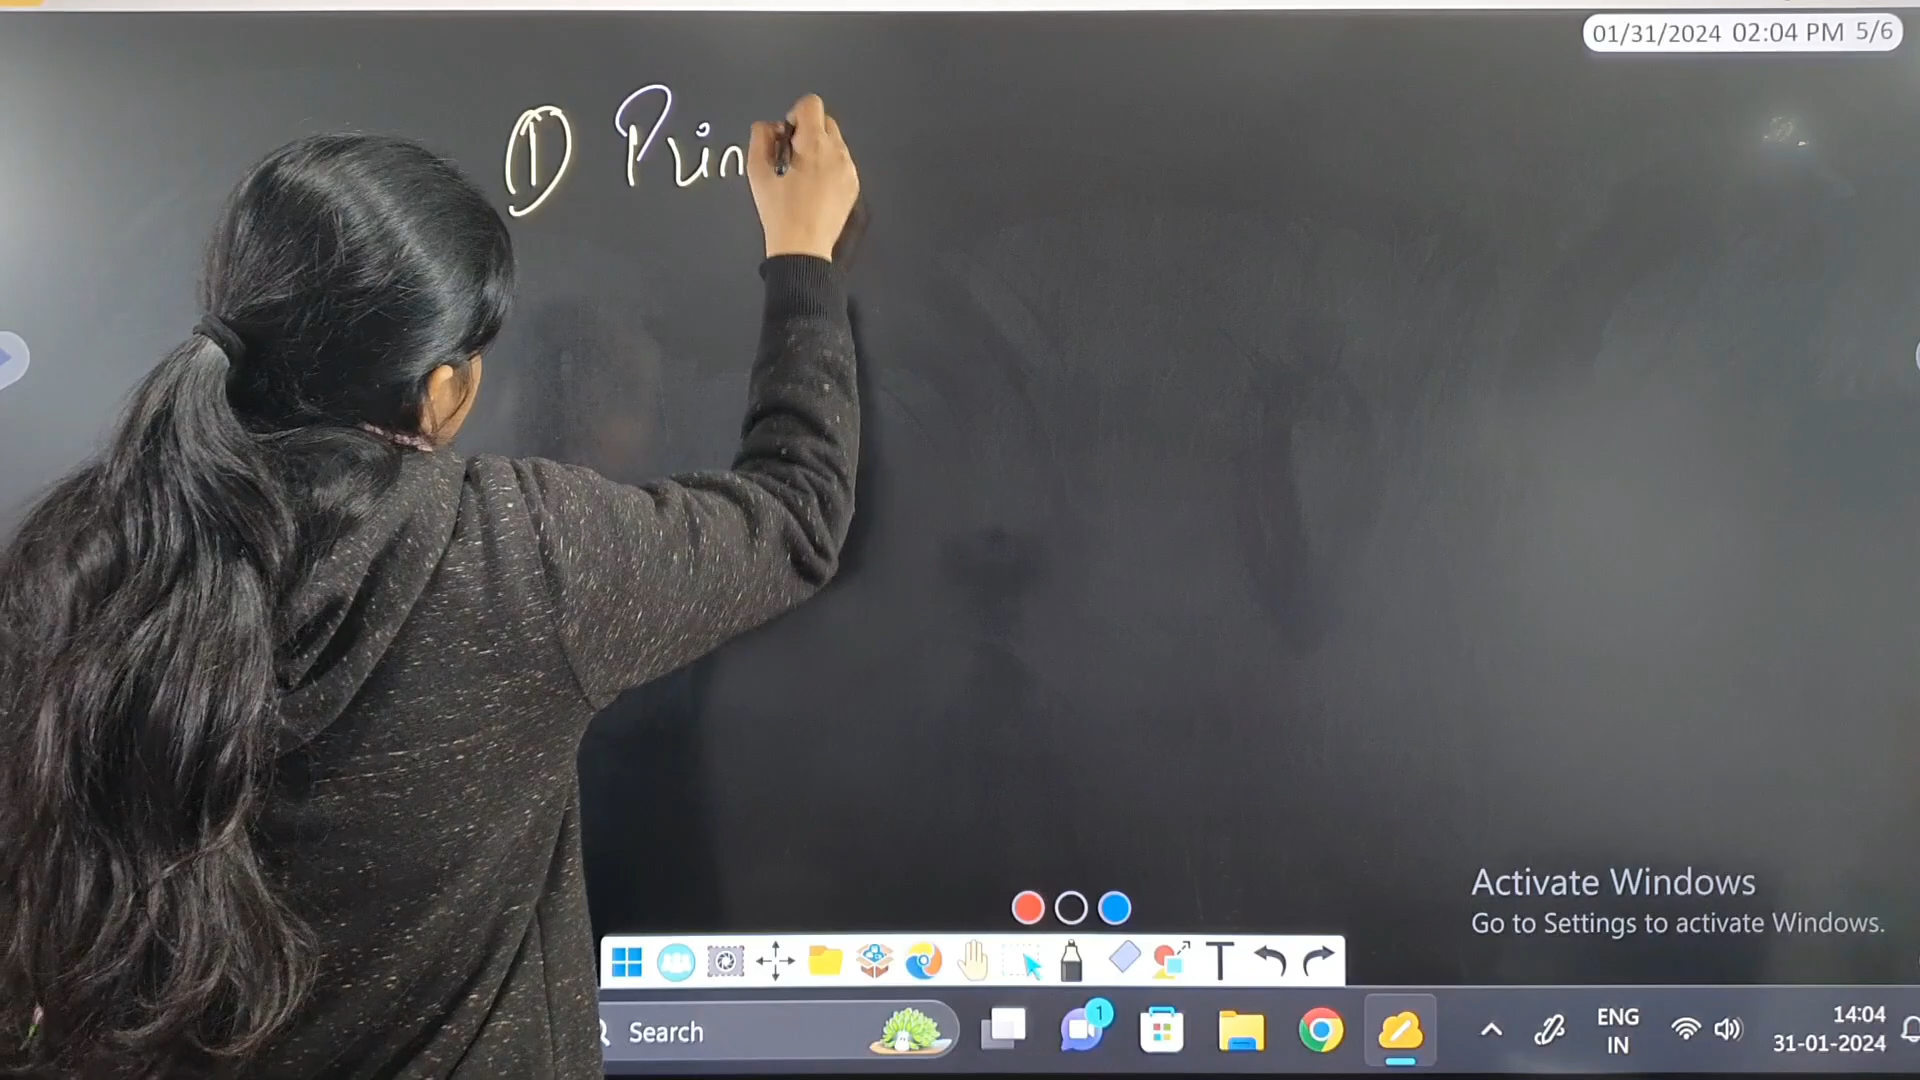 01/31/2024 02:04 PM 5/6
① Prin
Activate Windows
Go to Settings to activate Windows.
Search
1
ENG
IN
14:04
31-01-2024